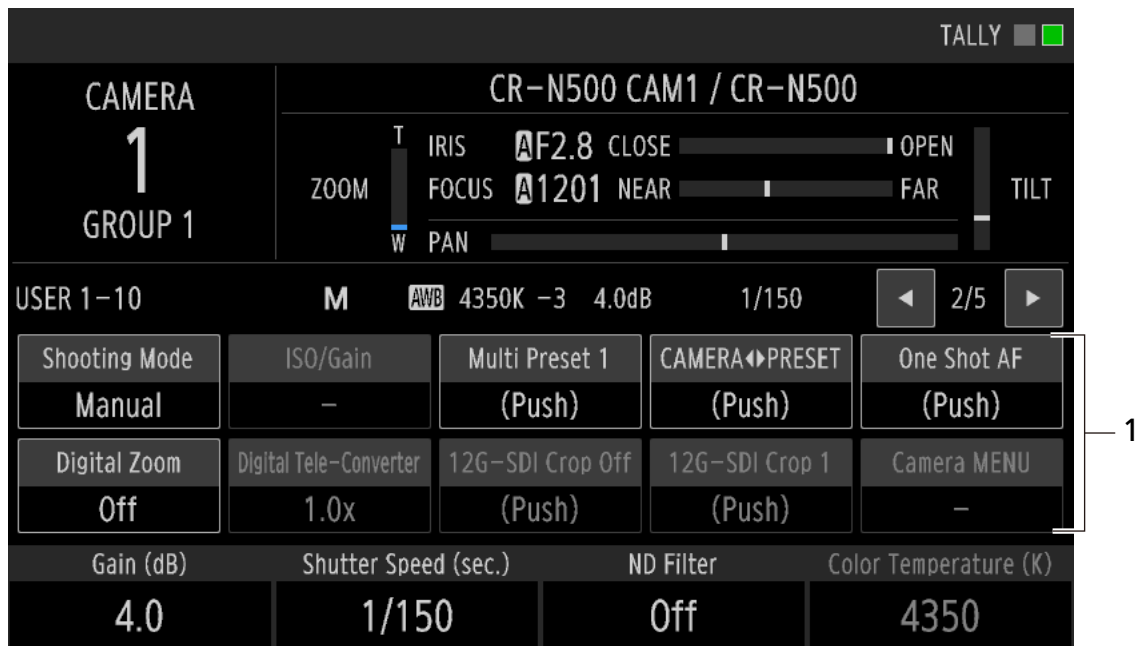 TALLY
CAMERA
1
GROUP 1
CR-N500 CAM1 / CR-N500
ZOOM
T
W
IRIS A F2.8 CLOSE OPEN
FOCUS A 1201 NEAR FAR
PAN
TILT
USER 1-10 M AWB 4350K -3 4.0dB 1/150 ◀ 2/5 ▶
Shooting Mode ISO/Gain Multi Preset 1 CAMERA◀▶PRESET One Shot AF
Manual - (Push) (Push) (Push)
1
Digital Zoom Digital Tele-Converter 12G-SDI Crop Off 12G-SDI Crop 1 Camera MENU
Off 1.0x (Push) (Push) -
Gain (dB) Shutter Speed (sec.) ND Filter Color Temperature (K)
4.0 1/150 Off 4350